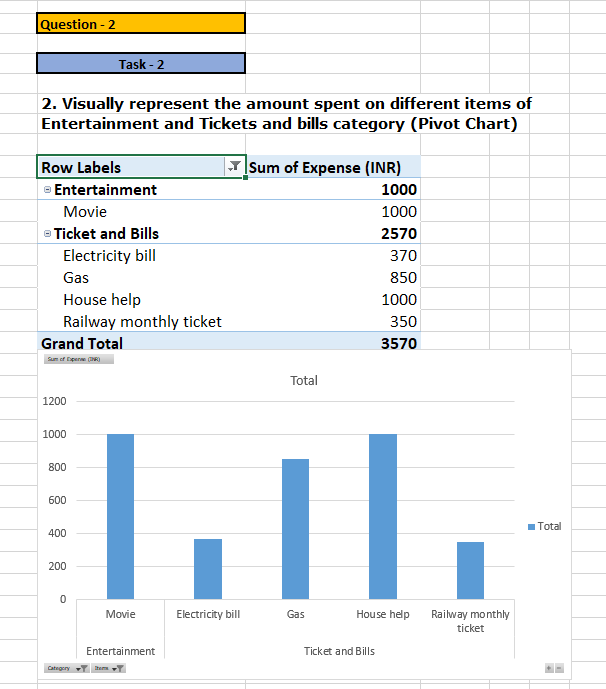 Question - 2
Task - 2
2. Visually represent the amount spent on different items of
Entertainment and Tickets and bills category (Pivot Chart)
Row Labels Sum of Expense (INR)
Entertainment 1000
Movie 1000
Ticket and Bills 2570
Electricity bill 370
Gas 850
House help 1000
Railway monthly ticket 350
Grand Total 3570
Sum of Expense (INR)
Total
1200
1000
800
600
400
200
0
Total
Movie Electricity bill Gas House help Railway monthly
ticket
Entertainment Ticket and Bills
Category Items